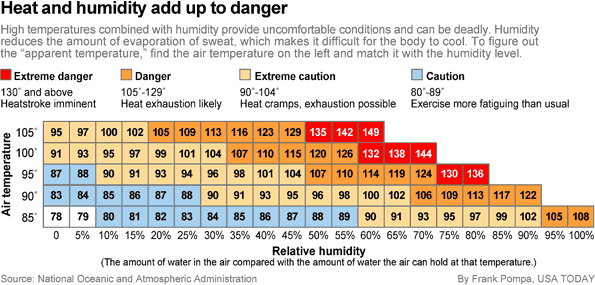 Heat and humidity add up to danger
High temperatures combined with humidity provide uncomfortable conditions and can be deadly. Humidity
reduces the amount of evaporation of sweat, which makes it difficult for the body to cool. To figure out
the “apparent temperature,” find the air temperature on the left and match it with the humidity level.
Extreme danger
130° and above
Heatstroke imminent
Danger
105°-129°
Heat exhaustion likely
Extreme caution
90°-104°
Heat cramps, exhaustion possible
Caution
80°-89°
Exercise more fatiguing than usual
Air temperature
105° 95 97 100 102 105 109 113 116 123 129 135 142 149
100° 91 93 95 97 99 101 104 107 110 115 120 126 132 138 144
95° 87 88 90 91 93 94 96 98 101 104 107 110 114 119 124 130 136
90° 83 84 85 86 87 88 90 91 93 95 96 98 100 102 106 109 113 117 122
85° 78 79 80 81 82 83 84 85 86 87 88 89 90 91 93 95 97 99 102 105 108
0 5% 10% 15% 20% 25% 30% 35% 40% 45% 50% 55% 60% 65% 70% 75% 80% 85% 90% 95% 100%
Relative humidity
(The amount of water in the air compared with the amount of water the air can hold at that temperature.)
Source: National Oceanic and Atmospheric Administration
By Frank Pompa, USA TODAY